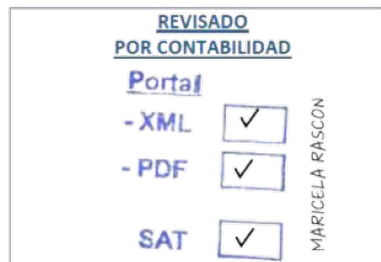 REVISADO
POR CONTABILIDAD
Portal
- XML ✓
- PDF ✓
SAT ✓
MARICELA RASCON